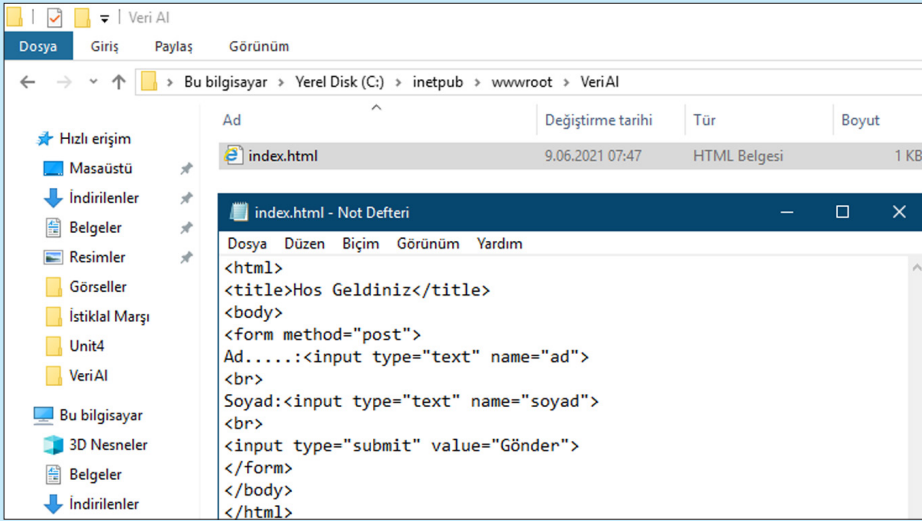 Veri Al
Dosya Giriş Paylaş Görünüm
Bu bilgisayar > Yerel Disk (C:) > inetpub > wwwroot > Veri Al
Ad Değiştirme tarihi Tür Boyut
index.html 9.06.2021 07:47 HTML Belgesi 1 KB
Hızlı erişim
Masaüstü
İndirilenler
Belgeler
Resimler
Görseller
İstiklal Marşı
Unit4
Veri Al
Bu bilgisayar
3D Nesneler
Belgeler
İndirilenler
index.html - Not Defteri
Dosya Düzen Biçim Görünüm Yardım
<html>
<title>Hos Geldiniz</title>
<body>
<form method="post">
Ad.....:<input type="text" name="ad">
<br>
Soyad:<input type="text" name="soyad">
<br>
<input type="submit" value="Gönder">
</form>
</body>
</html>